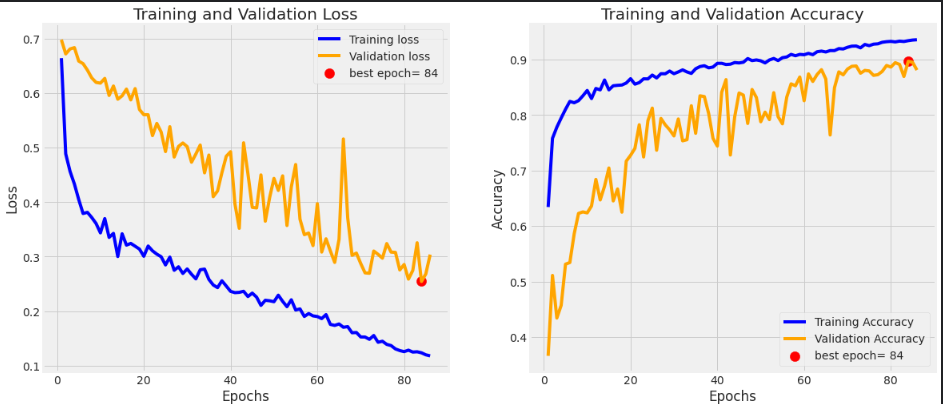 Training and Validation Loss
0.7
0.6
0.5
0.4
0.3
0.2
0.1
Loss
Training loss
Validation loss
best epoch= 84
0
20
40
60
80
Epochs
Training and Validation Accuracy
0.9
0.8
0.7
0.6
0.5
0.4
Accuracy
Training Accuracy
Validation Accuracy
best epoch= 84
0
20
40
60
80
Epochs